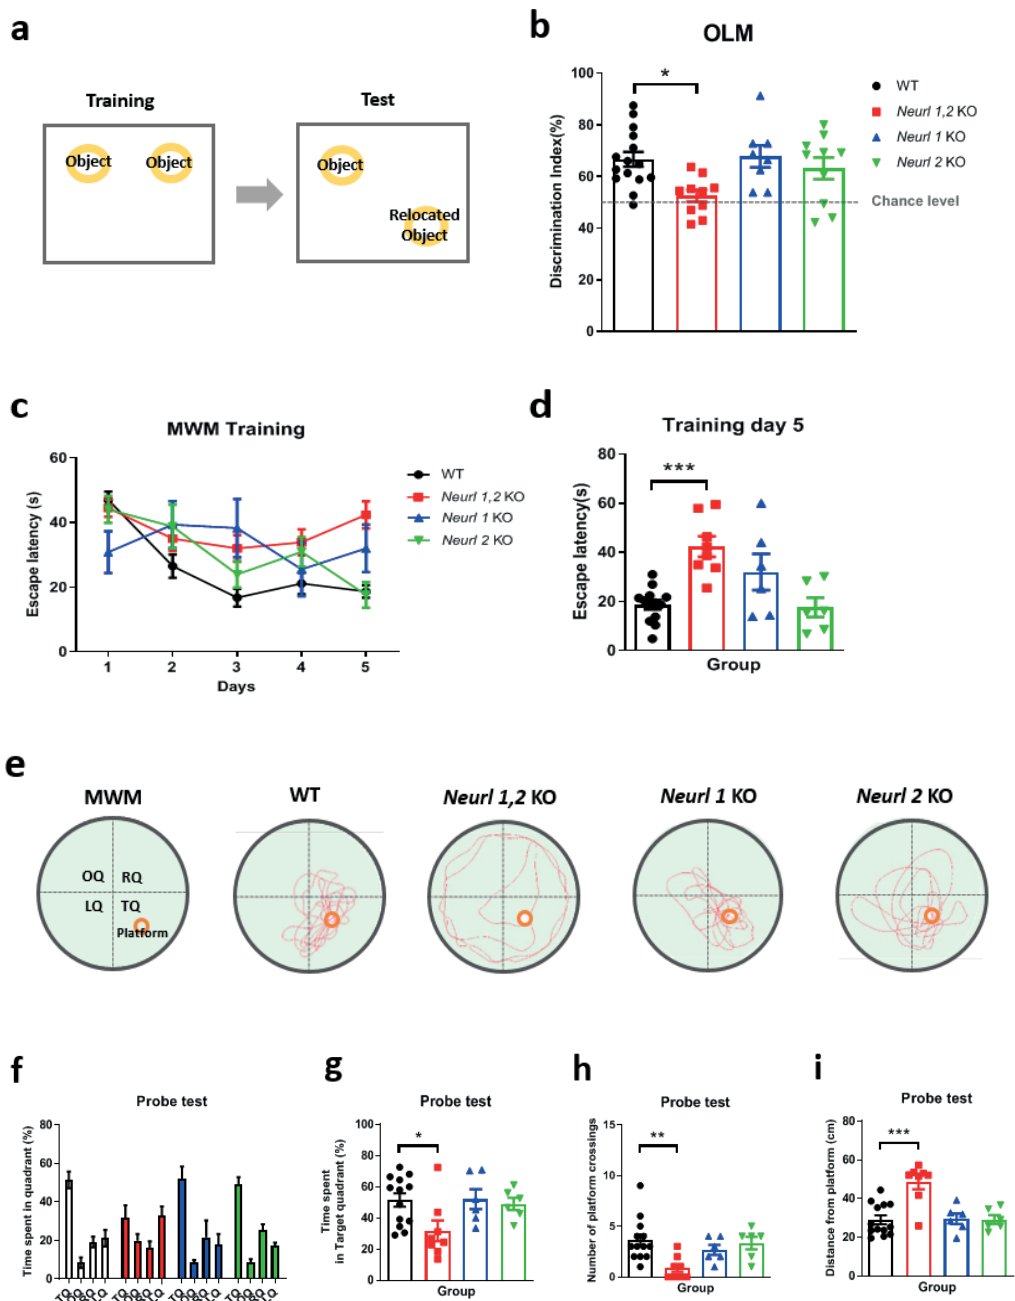 a
Training
Test
Object
Object
Object
Relocated
Object
b
OLM
*
Discrimination Index(%)
100
80
60
40
20
0
WT
Neurl 1,2 KO
Neurl 1 KO
Neurl 2 KO
Chance level
c
MWM Training
Escape latency (s)
60
40
20
0
1 2 3 4 5
Days
WT
Neurl 1,2 KO
Neurl 1 KO
Neurl 2 KO
d
Training day 5
***
Escape latency(s)
80
60
40
20
0
Group
e
MWM
WT
Neurl 1,2 KO
Neurl 1 KO
Neurl 2 KO
OQ RQ
LQ TQ
Platform
f
Probe test
Time spent in quadrant (%)
80
60
40
20
0
TQ
TQ
TQ
TQ
g
Probe test
*
Time spent
in Target quadrant (%)
100
80
60
40
20
0
Group
h
Probe test
**
Number of platform crossings
15
10
5
0
Group
i
Probe test
***
Distance from platform (cm)
80
60
40
20
0
Group